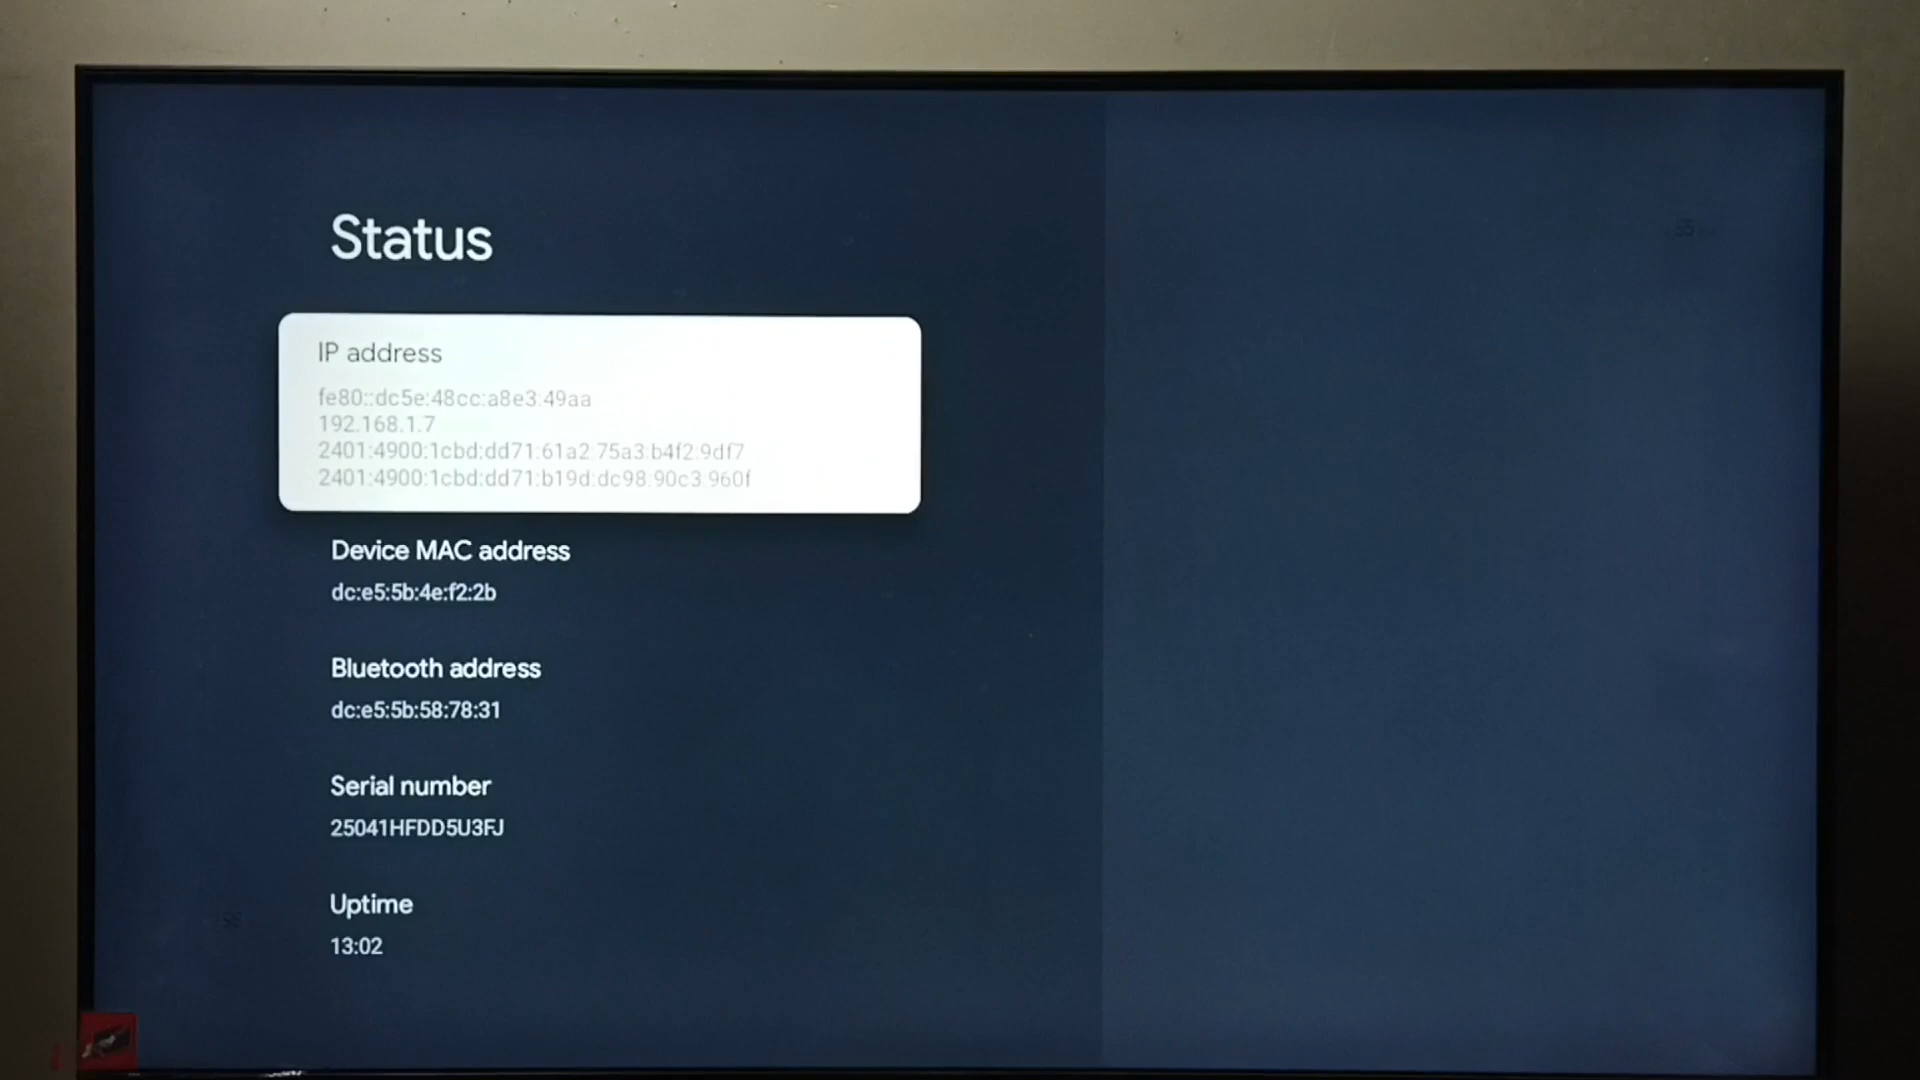 Status
IP address
fe80::dc5e:48cc:a8e3:49aa
192.168.1.7
2401:4900:1cbd:dd71:61a2:75a3:b4f2:9df7
2401:4900:1cbd:dd71:b19d:dc98:90c3:960f
Device MAC address
dc:e5:5b:4e:f2:2b
Bluetooth address
dc:e5:5b:58:78:31
Serial number
25041HFDD5U3FJ
Uptime
13:02